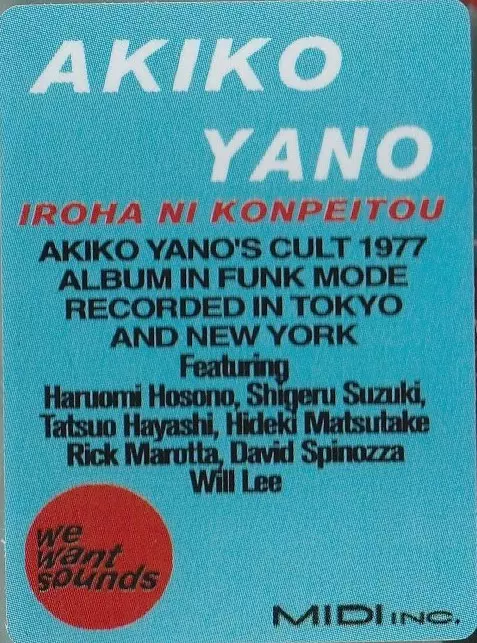 AKIKO
YANO
IROHA NI KONPEITOU
AKIKO YANO'S CULT 1977
ALBUM IN FUNK MODE
RECORDED IN TOKYO
AND NEW YORK
Featuring
Haruomi Hosono, Shigeru Suzuki,
Tatsuo Hayashi, Hideki Matsutake
Rick Marotta, David Spinozza
Will Lee
we
want
sounds
MIDI INC.